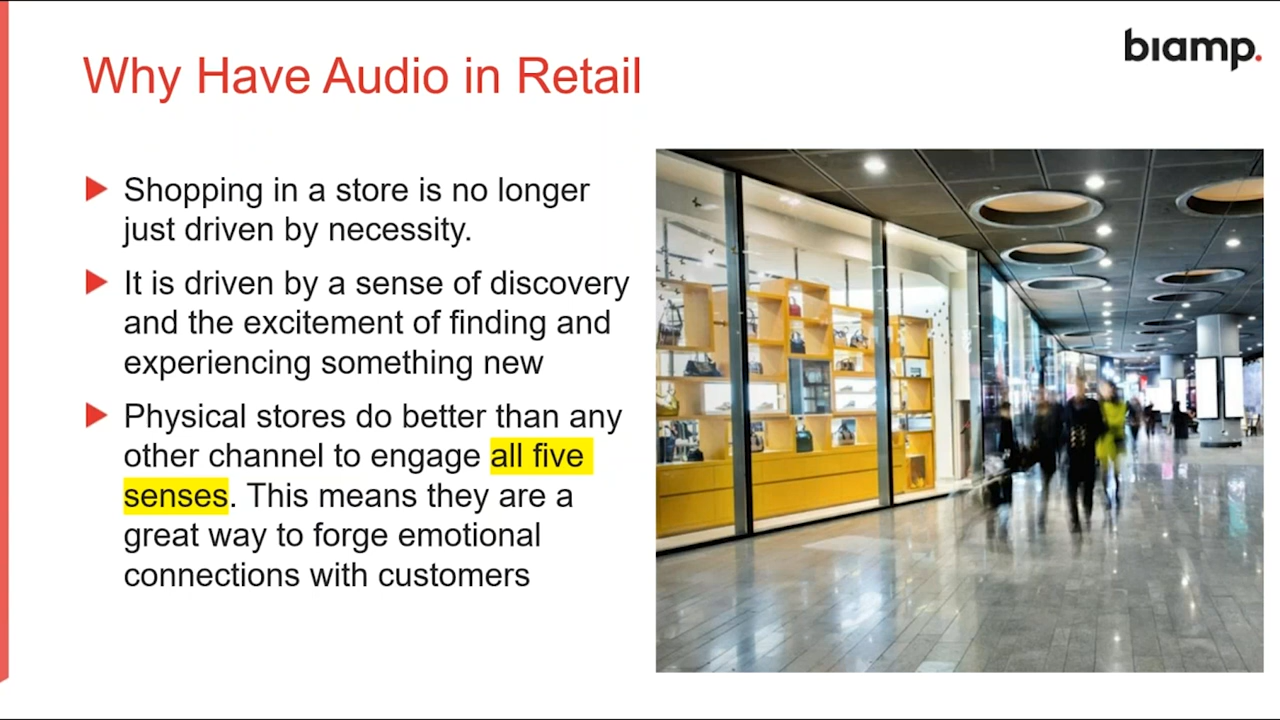 biamp.
Why Have Audio in Retail
Shopping in a store is no longer
just driven by necessity.
It is driven by a sense of discovery
and the excitement of finding and
experiencing something new
Physical stores do better than any
other channel to engage all five
senses. This means they are a
great way to forge emotional
connections with customers